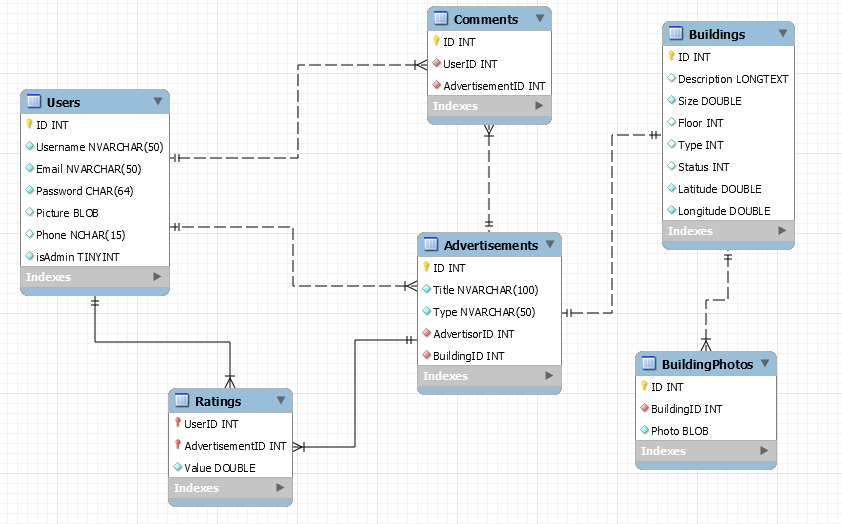 Comments
ID INT
UserID INT
AdvertisementID INT
Indexes
Buildings
ID INT
Description LONGTEXT
Size DOUBLE
Floor INT
Type INT
Status INT
Latitude DOUBLE
Longitude DOUBLE
Indexes
Users
ID INT
Username NVARCHAR(50)
Email NVARCHAR(50)
Password CHAR(64)
Picture BLOB
Phone NCHAR(15)
isAdmin TINYINT
Indexes
Advertisements
ID INT
Title NVARCHAR(100)
Type NVARCHAR(50)
AdvertisorID INT
BuildingID INT
Indexes
BuildingPhotos
ID INT
BuildingID INT
Photo BLOB
Indexes
Ratings
UserID INT
AdvertisementID INT
Value DOUBLE
Indexes